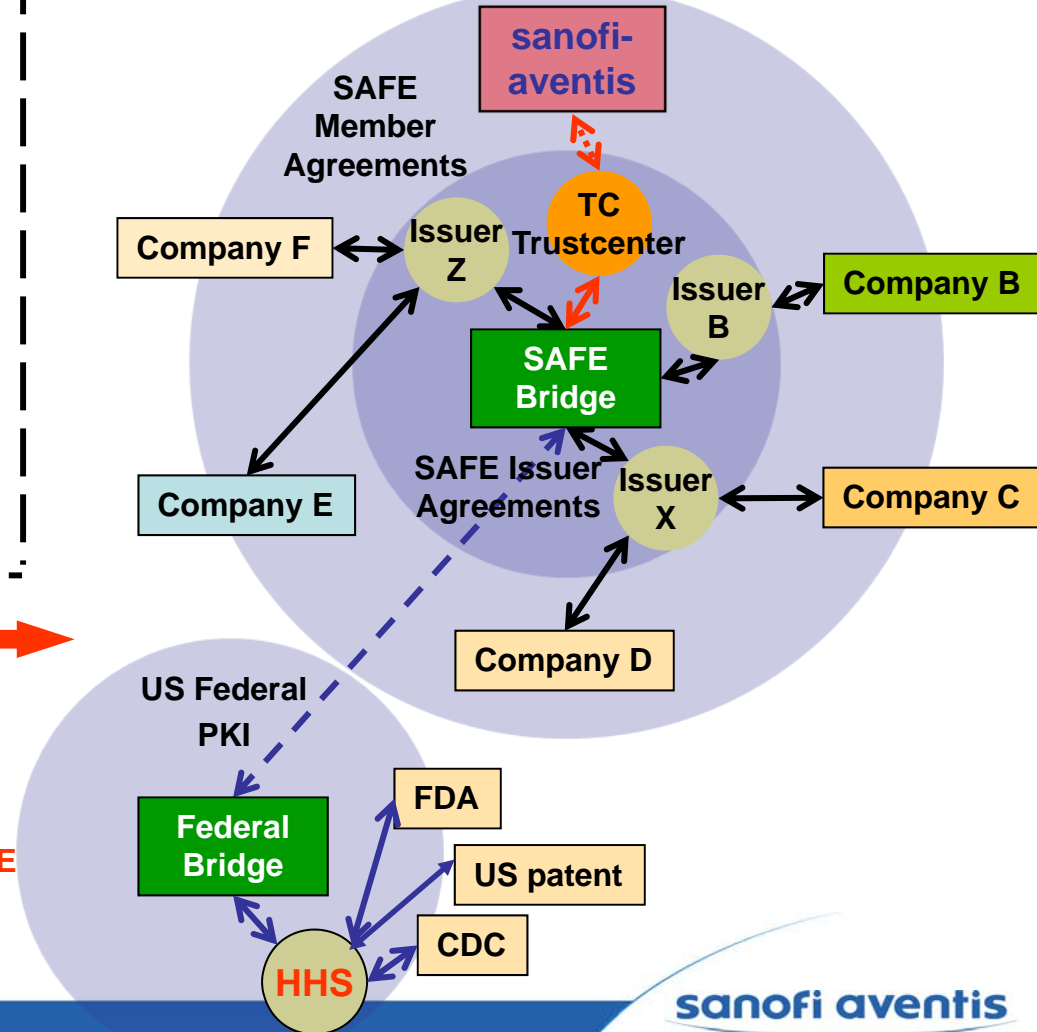 sanofi-
aventis
SAFE
Member
Agreements
TC
Trustcenter
Issuer
Z
Company F
Issuer
B
Company B
SAFE
Bridge
SAFE Issuer
Agreements
Issuer
X
Company C
Company E
Company D
US Federal
PKI
FDA
Federal
Bridge
E
US patent
CDC
HHS
sanofi aventis